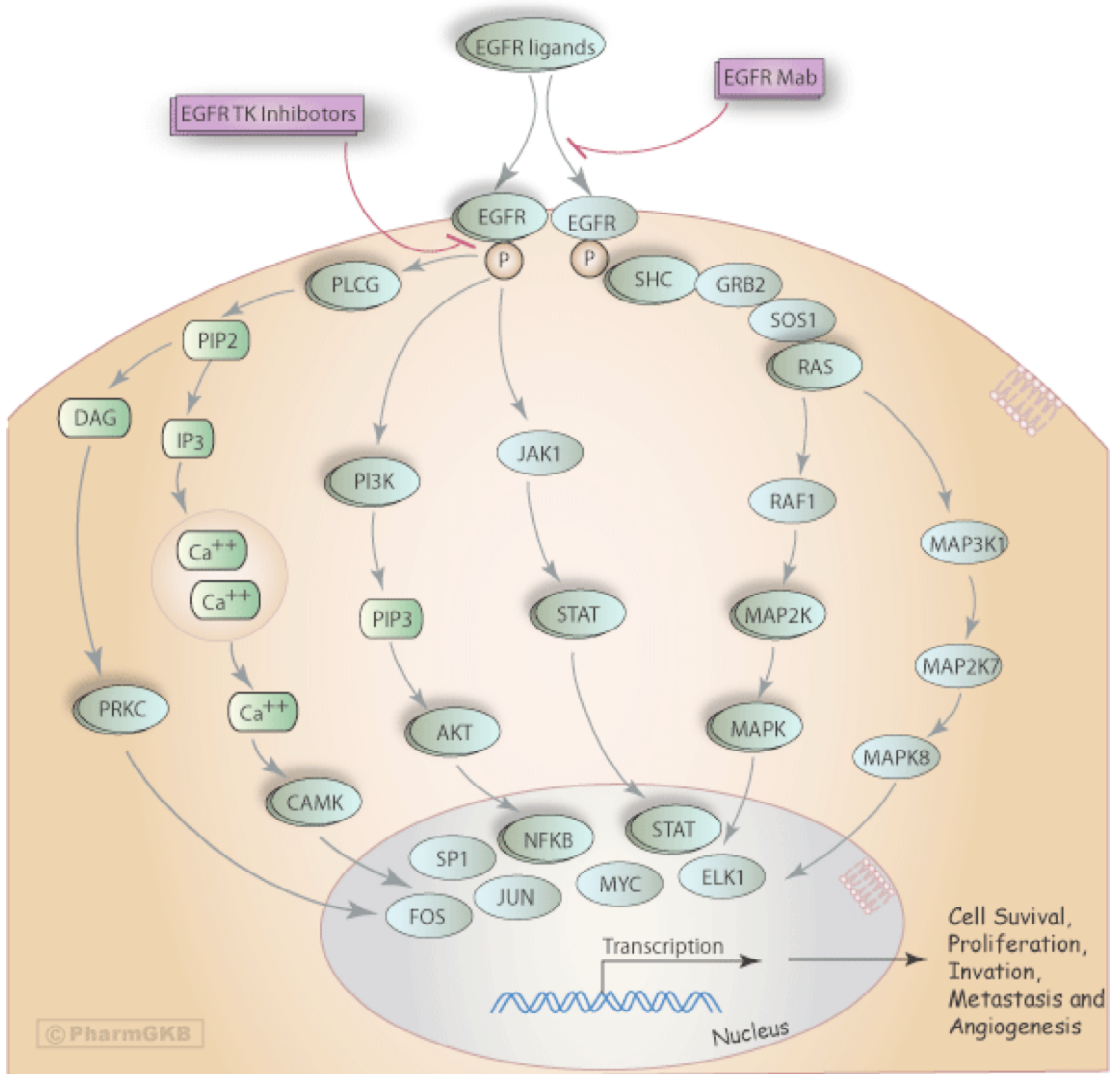 EGFR ligands
EGFR Mab
EGFR TK Inhibotors
EGFR
EGFR
P
P
PLCG
SHC
GRB2
SOS1
RAS
PIP2
DAG
IP3
JAK1
PI3K
RAF1
MAP3K1
Ca++
Ca++
PIP3
STAT
MAP2K
MAP2K7
PRKC
Ca++
AKT
MAPK
MAPK8
CAMK
NFKB
STAT
SP1
MYC
ELK1
JUN
FOS
Transcription
Nucleus
Cell Suvival,
Proliferation,
Invation,
Metastasis and
Angiogenesis
© PharmGKB